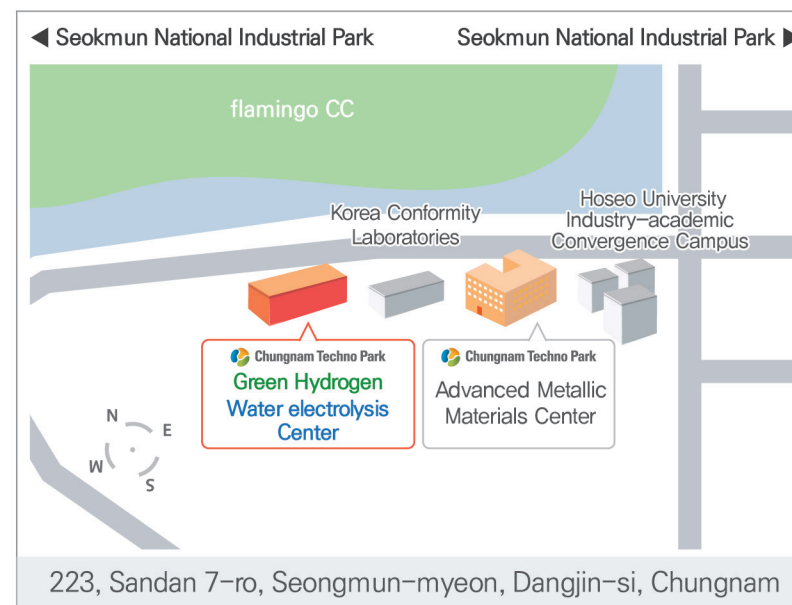 ◀ Seokmun National Industrial Park
Seokmun National Industrial Park ▶
flamingo CC
Korea Conformity
Laboratories
Hoseo University
Industry-academic
Convergence Campus
Chungnam Techno Park
Green Hydrogen
Water electrolysis
Center
Chungnam Techno Park
Advanced Metallic
Materials Center
N
E
W
S
223, Sandan 7-ro, Seongmun-myeon, Dangjin-si, Chungnam